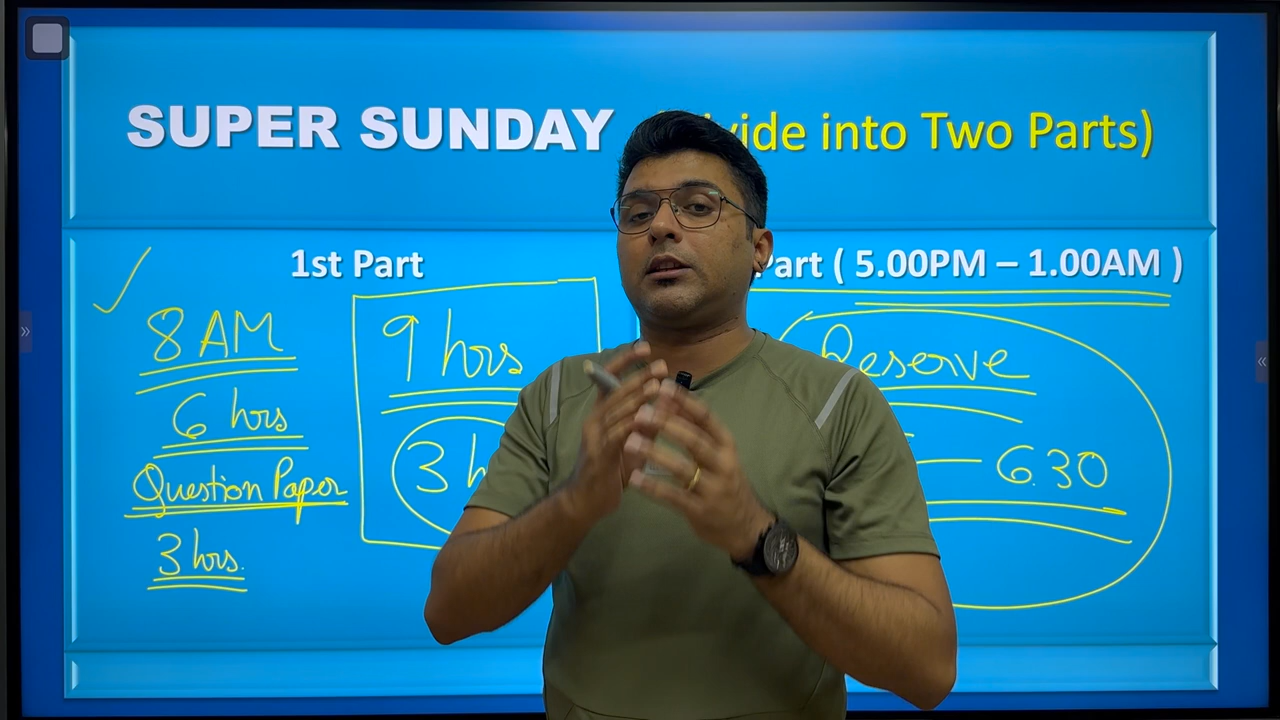 SUPER SUNDAY vide into Two Parts)
1st Part
Part ( 5.00PM – 1.00AM )
8 AM
6 hrs
Question Paper
3 hrs.
9 hrs
3 h
Reserve
— 6.30
»
«